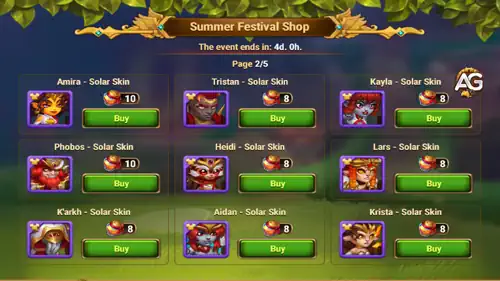 Summer Festival Shop
The event ends in: 4d. 0h.
Page 2/5
Amira - Solar Skin
Tristan - Solar Skin
Kayla - Solar Skin
AG
10
8
8
Buy
Buy
Buy
Phobos - Solar Skin
Heidi - Solar Skin
Lars - Solar Skin
10
8
8
Buy
Buy
Buy
K'arkh - Solar Skin
Aidan - Solar Skin
Krista - Solar Skin
8
8
8
Buy
Buy
Buy